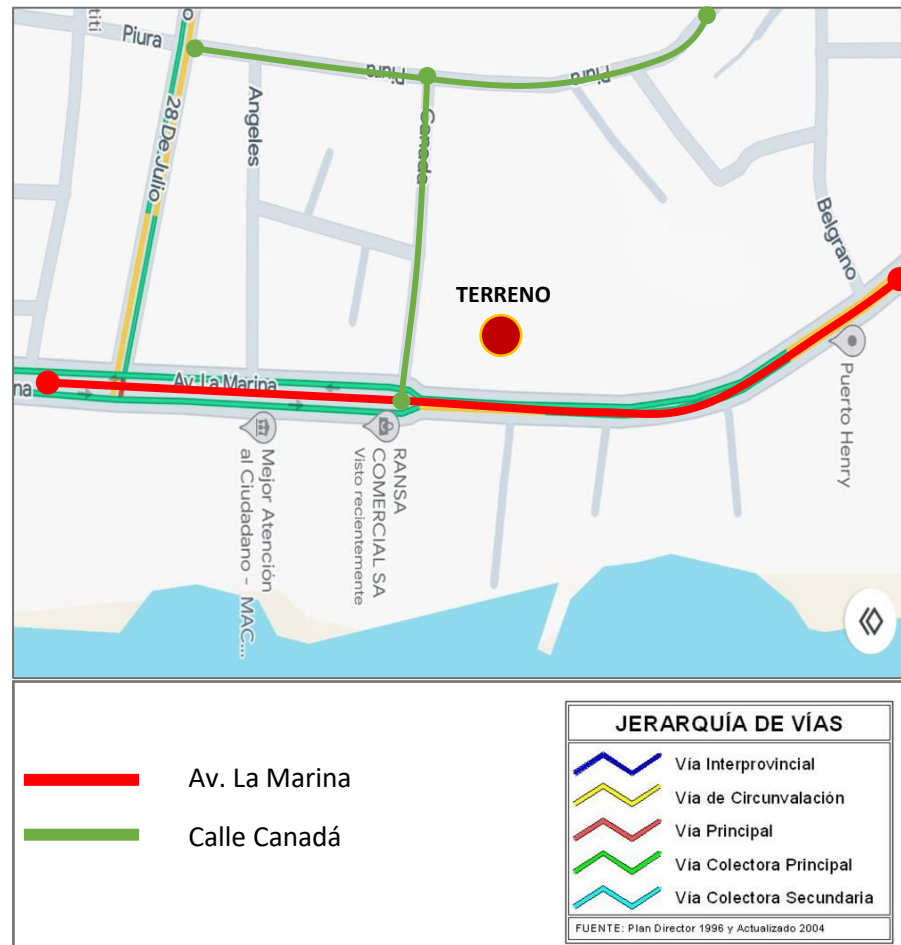 titi
Piura
28 De Julio
o
Angeles
Piura
Canada
Piura
Belgrano
TERRENO
na
Av. La Marina
Puerto Henry
Mejor Atención
al Ciudadano - MAC...
RANSA
COMERCIAL SA
Visto recientemente
Av. La Marina
Calle Canadá
JERARQUÍA DE VÍAS
Vía Interprovincial
Vía de Circunvalación
Vía Principal
Vía Colectora Principal
Vía Colectora Secundaria
FUENTE: Plan Director 1996 y Actualizado 2004